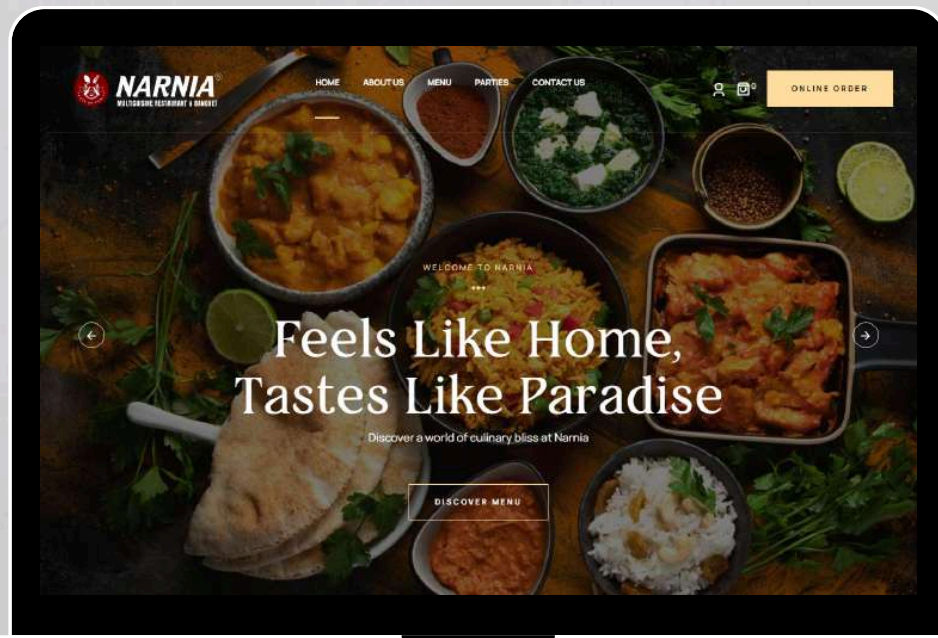 NARNIA®
MULTICUISINE RESTAURANT & BANQUET
HOME ABOUT US MENU PARTIES CONTACT US
0
ONLINE ORDER
WELCOME TO NARNIA
Feels Like Home,
Tastes Like Paradise
Discover a world of culinary bliss at Narnia
DISCOVER MENU